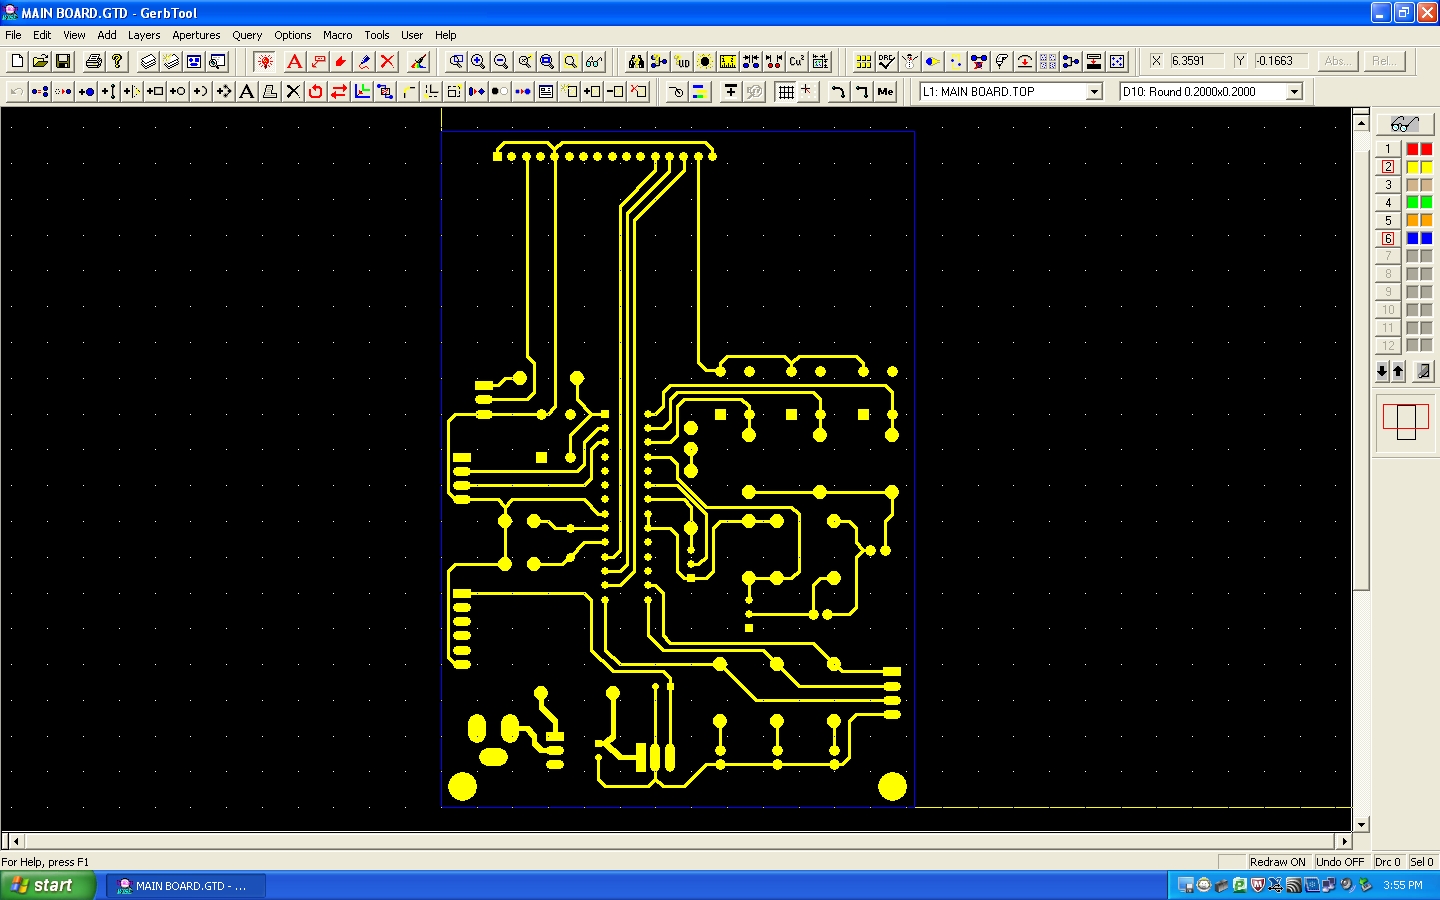 MAIN BOARD.GTD - GerbTool
File Edit View Add Layers Apertures Query Options Macro Tools User Help
DRC Cu² X 6.3591 Y -0.1663 Abs... Rel...
A Me L1: MAIN BOARD.TOP D10: Round 0.2000x0.2000
1
2
3
4
5
6
7
8
9
10
11
12
For Help, press F1 Redraw ON Undo OFF Drc 0 Sel 0
start MAIN BOARD.GTD - ... 3:55 PM